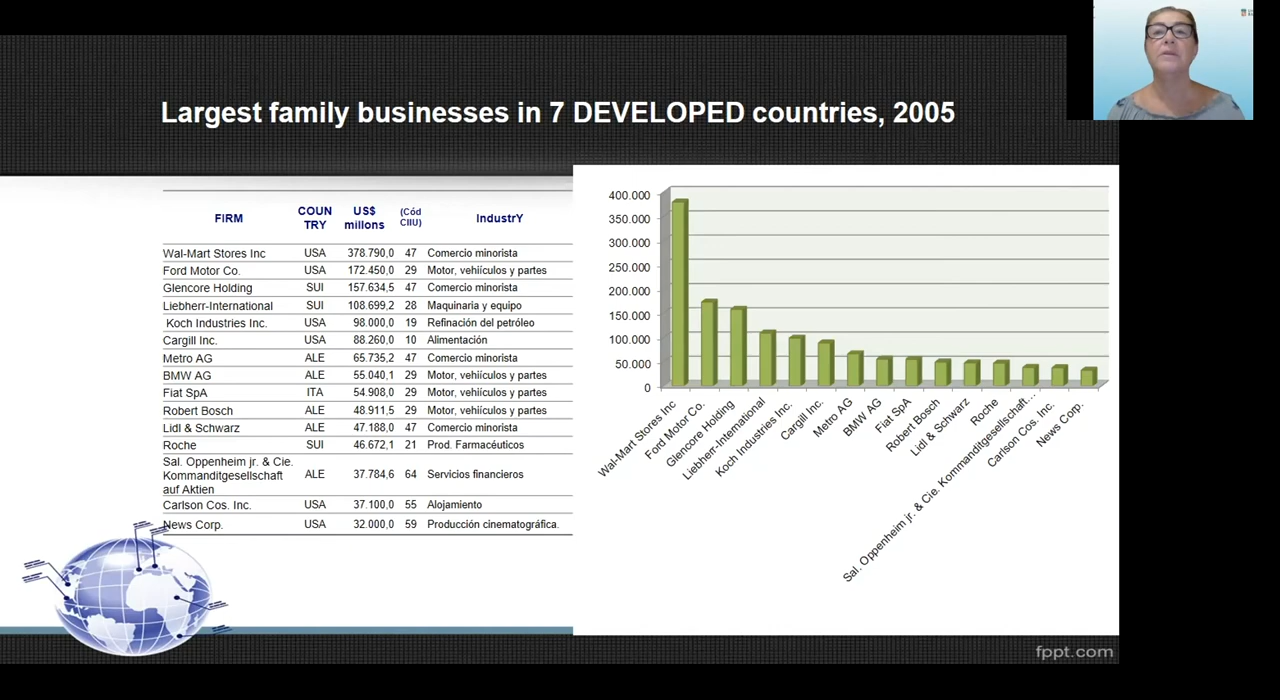 Largest family businesses in 7 DEVELOPED countries, 2005
FIRM COUN TRY US$ millons (Cód CIIU) IndustrY
Wal-Mart Stores Inc USA 378.790,0 47 Comercio minorista
Ford Motor Co. USA 172.450,0 29 Motor, vehiículos y partes
Glencore Holding SUI 157.634,5 47 Comercio minorista
Liebherr-International SUI 108.699,2 28 Maquinaria y equipo
Koch Industries Inc. USA 98.000,0 19 Refinación del petróleo
Cargill Inc. USA 88.260,0 10 Alimentación
Metro AG ALE 65.735,2 47 Comercio minorista
BMW AG ALE 55.040,1 29 Motor, vehiículos y partes
Fiat SpA ITA 54.908,0 29 Motor, vehiículos y partes
Robert Bosch ALE 48.911,5 29 Motor, vehiículos y partes
Lidl & Schwarz ALE 47.188,0 47 Comercio minorista
Roche SUI 46.672,1 21 Prod. Farmacéuticos
Sal. Oppenheim jr. & Cie.
Kommanditgesellschaft ALE 37.784,6 64 Servicios financieros
auf Aktien
Carlson Cos. Inc. USA 37.100,0 55 Alojamiento
News Corp. USA 32.000,0 59 Producción cinematográfica.
400.000
350.000
300.000
250.000
200.000
150.000
100.000
50.000
0
Wal-Mart Stores Inc
Ford Motor Co.
Glencore Holding
Liebherr-International
Koch Industries Inc.
Cargill Inc.
Metro AG
BMW AG
Fiat SpA
Robert Bosch
Lidl & Schwarz
Roche
Sal. Oppenheim jr. & Cie. Kommanditgesellschaft…
Carlson Cos. Inc.
News Corp.
fppt.com